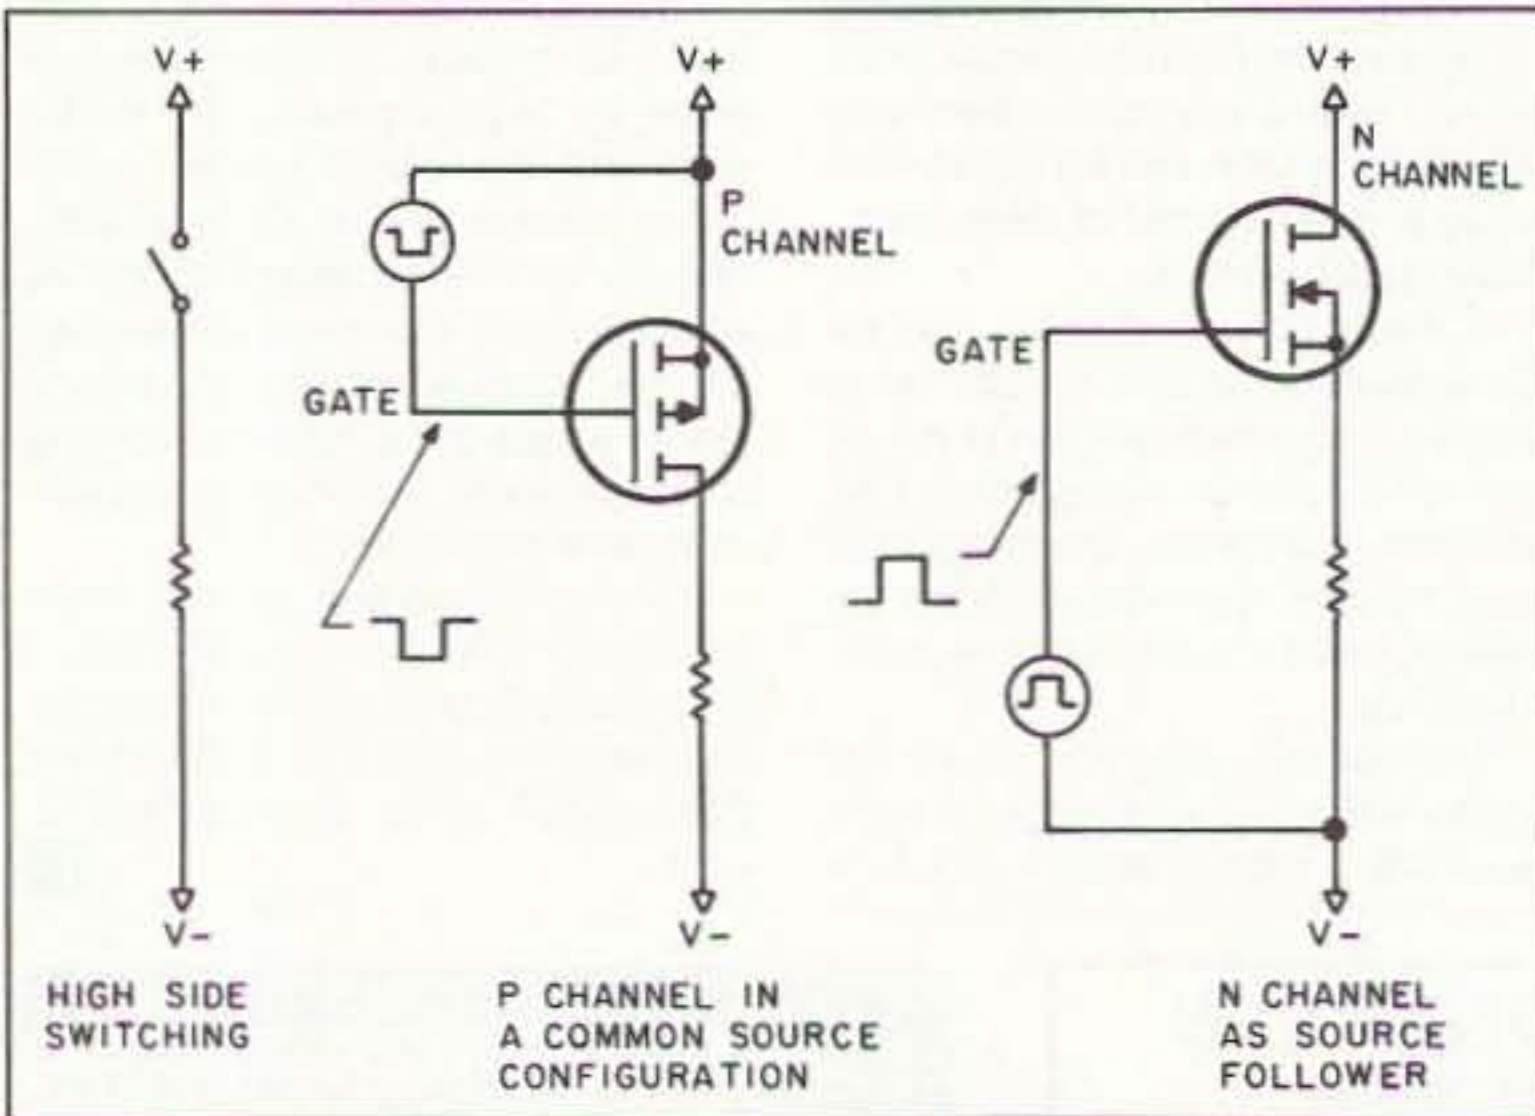 V+
V+
V+
N
CHANNEL
P
CHANNEL
GATE
GATE
V-
V-
V-
HIGH SIDE
SWITCHING
P CHANNEL IN
A COMMON SOURCE
CONFIGURATION
N CHANNEL
AS SOURCE
FOLLOWER